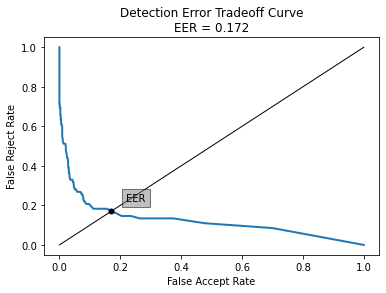 Detection Error Tradeoff Curve
EER = 0.172
1.0
0.8
0.6
0.4
0.2
0.0
False Reject Rate
EER
0.0 0.2 0.4 0.6 0.8 1.0
False Accept Rate